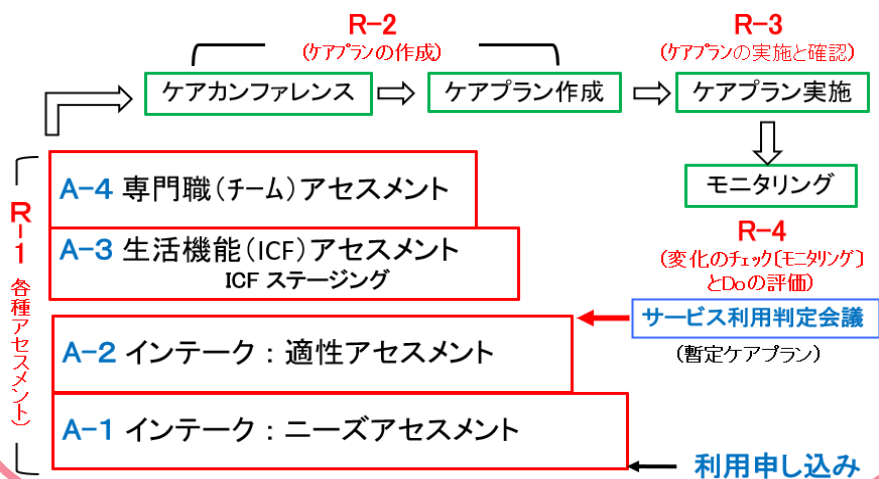 R-2
(ケアプランの作成)
R-3
(ケアプランの実施と確認)
ケアカンファレンス
ケアプラン作成
ケアプラン実施
モニタリング
R-4
(変化のチェック〔モニタリング〕
とDoの評価)
R-1 各種アセスメント)
A-4 専門職(チーム)アセスメント
A-3 生活機能(ICF)アセスメント
ICF ステージング
サービス利用判定会議
(暫定ケアプラン)
A-2 インテーク : 適性アセスメント
A-1 インテーク : ニーズアセスメント
利用申し込み